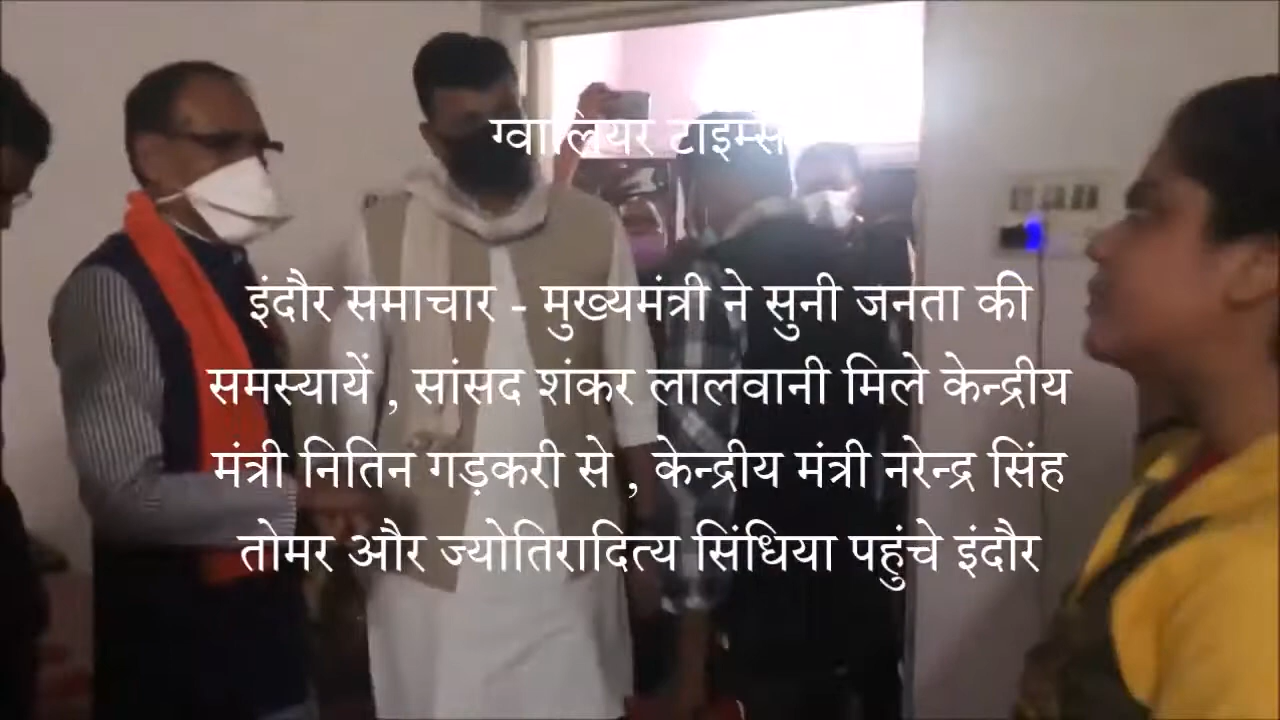 ग्वालियर टाइम्स
इंदौर समाचार - मुख्यमंत्री ने सुनी जनता की
समस्यायें , सांसद शंकर लालवानी मिले केन्द्रीय
मंत्री नितिन गड़करी से , केन्द्रीय मंत्री नरेन्द्र सिंह
तोमर और ज्योतिरादित्य सिंधिया पहुंचे इंदौर